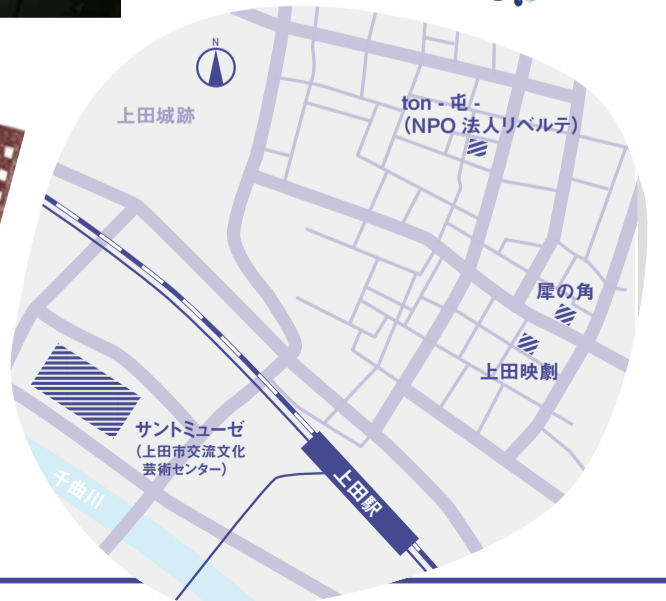 N
上田城跡
ton - 屯 -
（NPO 法人リベルテ）
犀の角
上田映劇
サントミューゼ
（上田市交流文化
芸術センター）
上田駅
千曲川